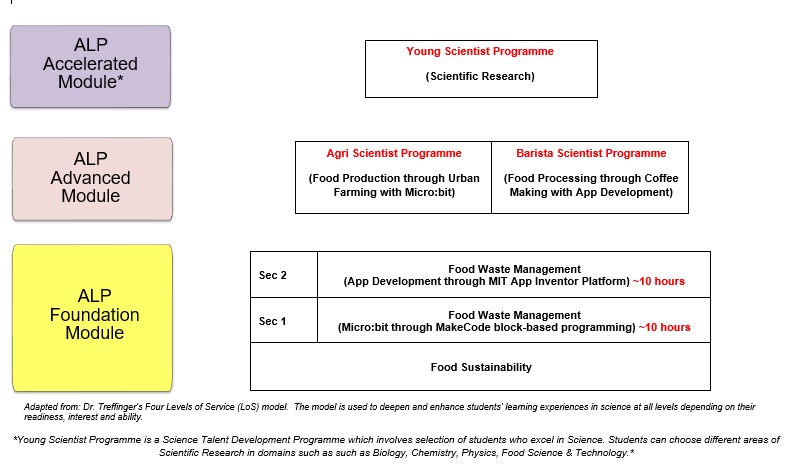 ALP
Accelerated
Module*
Young Scientist Programme
(Scientific Research)
ALP
Advanced
Module
Agri Scientist Programme
(Food Production through Urban
Farming with Micro:bit)
Barista Scientist Programme
(Food Processing through Coffee
Making with App Development)
ALP
Foundation
Module
Sec 2
Food Waste Management
(App Development through MIT App Inventor Platform) ~10 hours
Sec 1
Food Waste Management
(Micro:bit through MakeCode block-based programming) ~10 hours
Food Sustainability
Adapted from: Dr. Treffinger's Four Levels of Service (LoS) model. The model is used to deepen and enhance students' learning experiences in science at all levels depending on their
readiness, interest and ability.
*Young Scientist Programme is a Science Talent Development Programme which involves selection of students who excel in Science. Students can choose different areas of
Scientific Research in domains such as such as Biology, Chemistry, Physics, Food Science & Technology.*